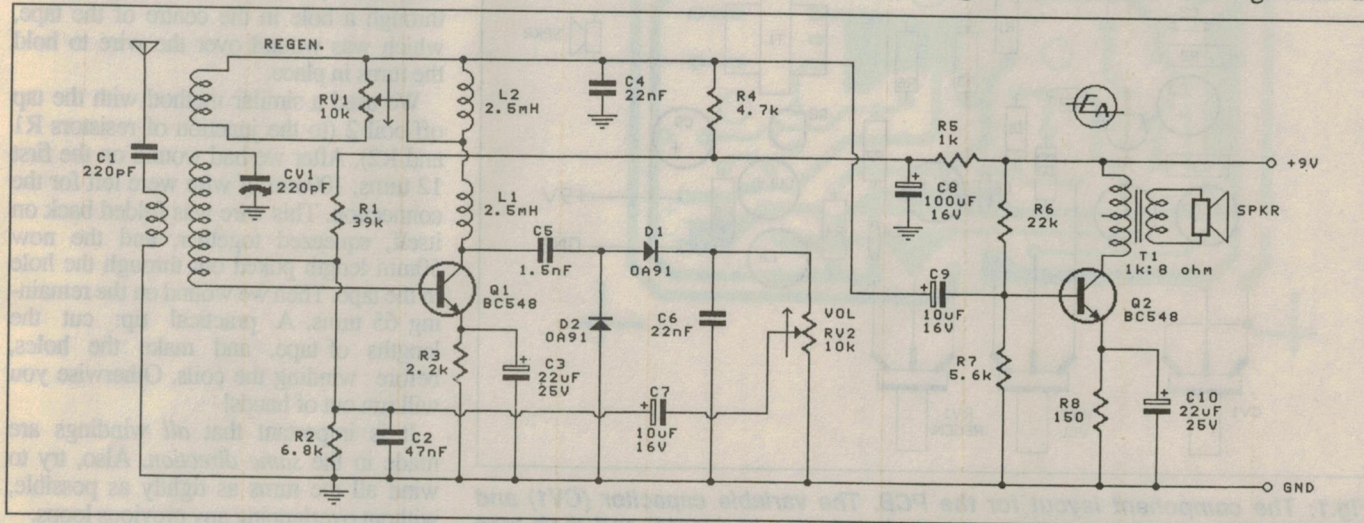 REGEN.
RV1
10k
L2
2.5mH
C4
22nF
R4
4.7k
EA
R5
1k
+9V
C1
220pF
CV1
220pF
R1
39k
L1
2.5mH
C8
100uF
16V
R6
22k
SPKR
T1
1k:8 ohm
C5
1.5nF
D1
OA91
Q1
BC548
D2
OA91
C6
22nF
VOL
RV2
10k
+
C9
10uF
16V
Q2
BC548
R3
2.2k
+
C3
22uF
25V
R7
5.6k
R2
6.8k
C2
47nF
+
C7
10uF
16V
R8
150
+
C10
22uF
25V
GND